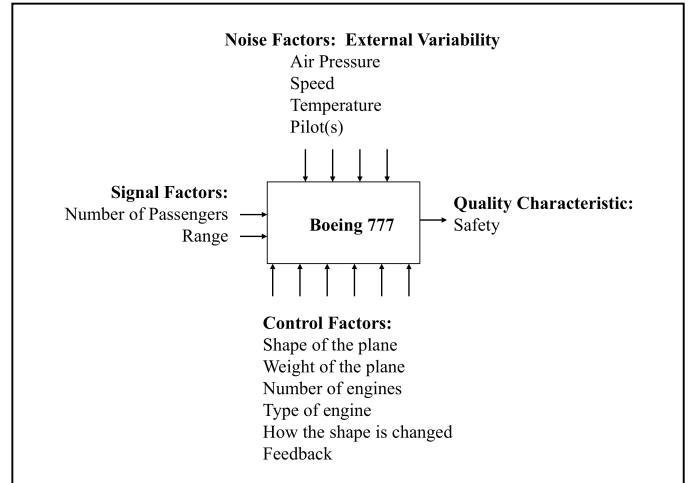 Noise Factors: External Variability
Air Pressure
Speed
Temperature
Pilot(s)
Signal Factors:
Number of Passengers
Range
Boeing 777
Quality Characteristic:
Safety
Control Factors:
Shape of the plane
Weight of the plane
Number of engines
Type of engine
How the shape is changed
Feedback